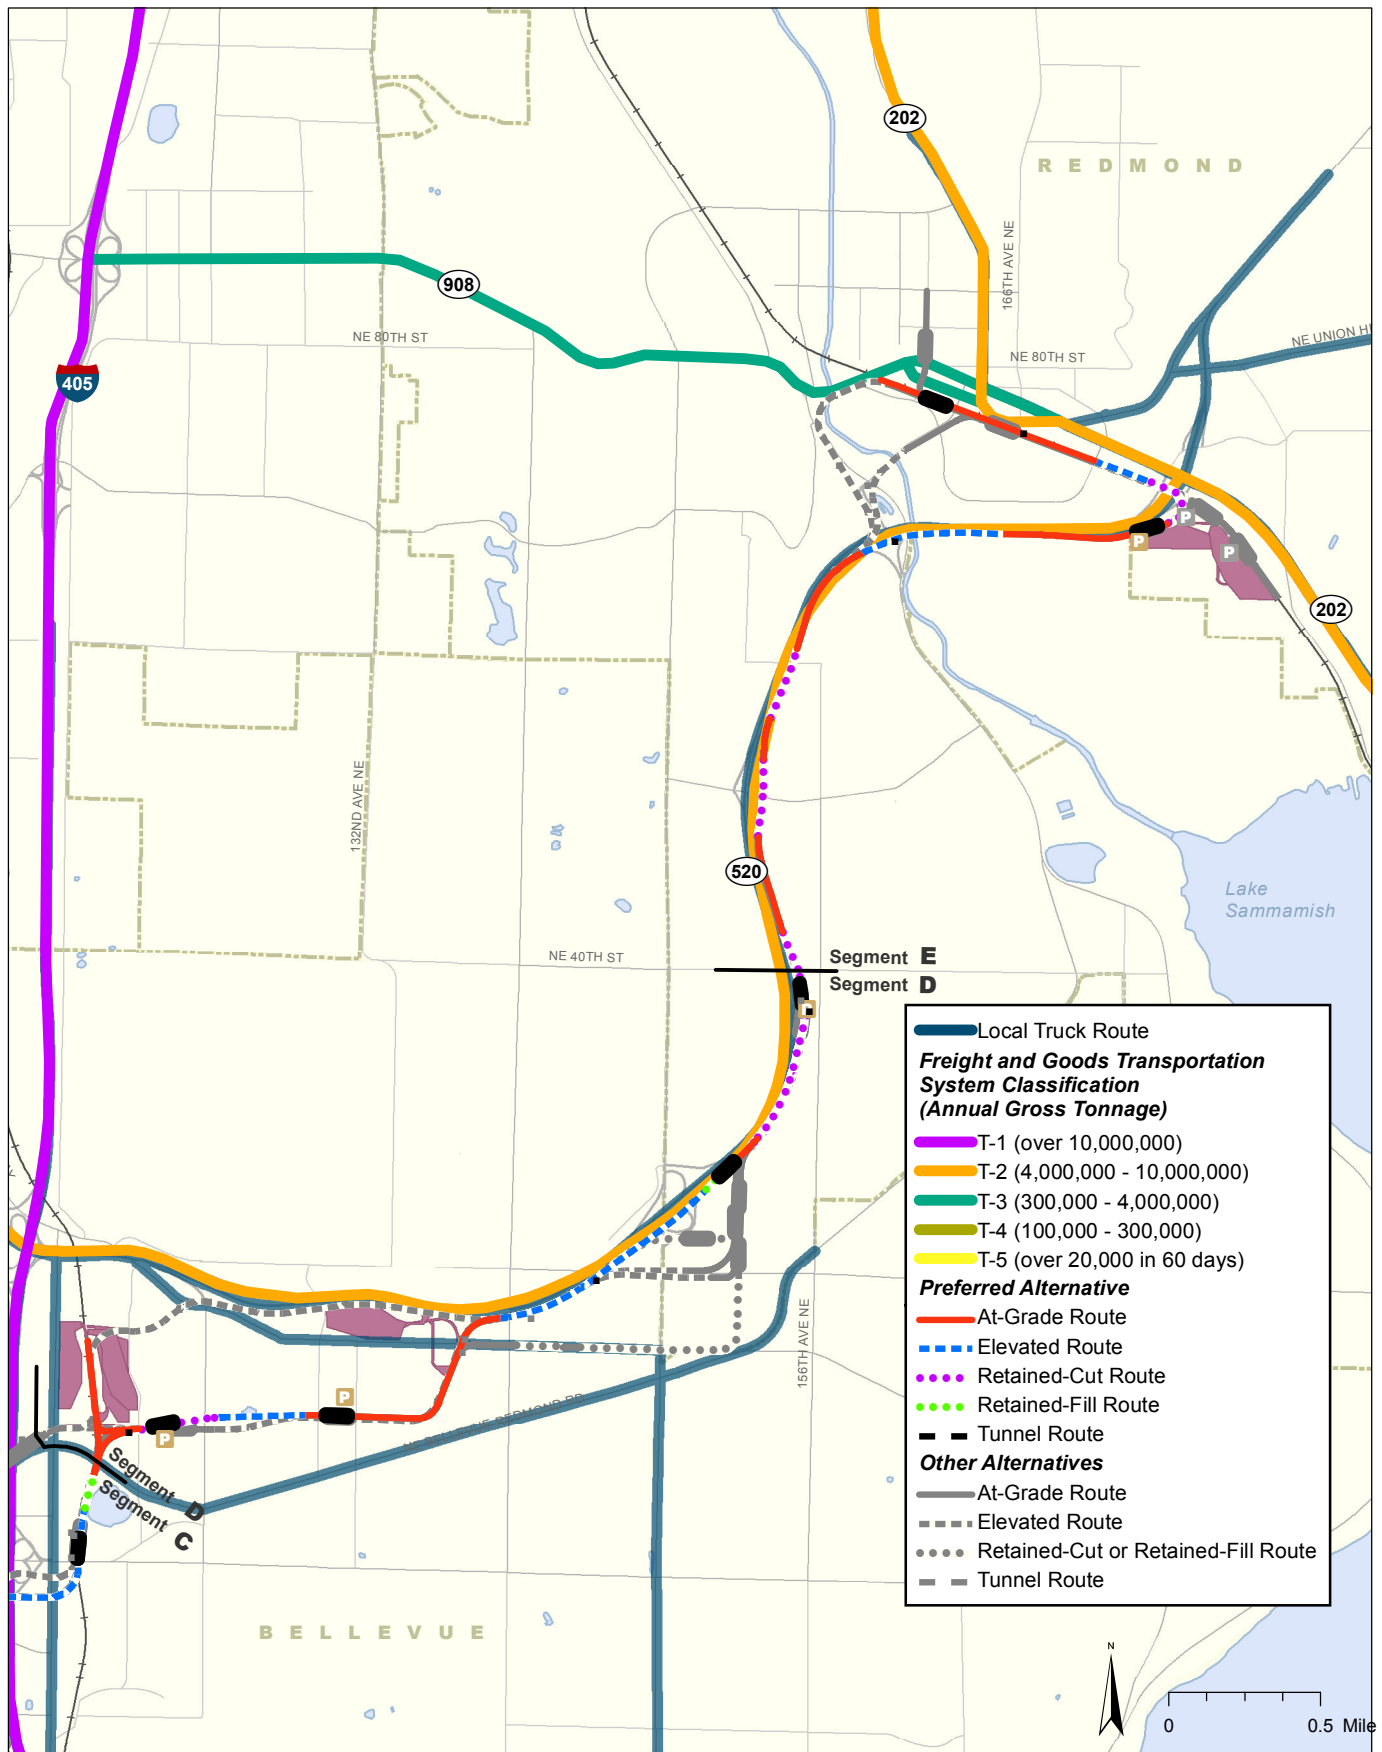 202
REDMOND
166TH AVE NE
908
NE 80TH ST
NE UNION HI
NE 80TH ST
405
P
P
P
202
132ND AVE NE
520
Lake
Sammamish
NE 40TH ST
Segment E
Segment D
Local Truck Route
Freight and Goods Transportation
System Classification
(Annual Gross Tonnage)
T-1 (over 10,000,000)
T-2 (4,000,000 - 10,000,000)
T-3 (300,000 - 4,000,000)
T-4 (100,000 - 300,000)
T-5 (over 20,000 in 60 days)
Preferred Alternative
At-Grade Route
Elevated Route
Retained-Cut Route
Retained-Fill Route
Tunnel Route
Other Alternatives
At-Grade Route
Elevated Route
Retained-Cut or Retained-Fill Route
Tunnel Route
156TH AVE NE
P
P
NE BELLEVUE REDMOND RD
Segment D
Segment C
BELLEVUE
N
0 0.5 Mile